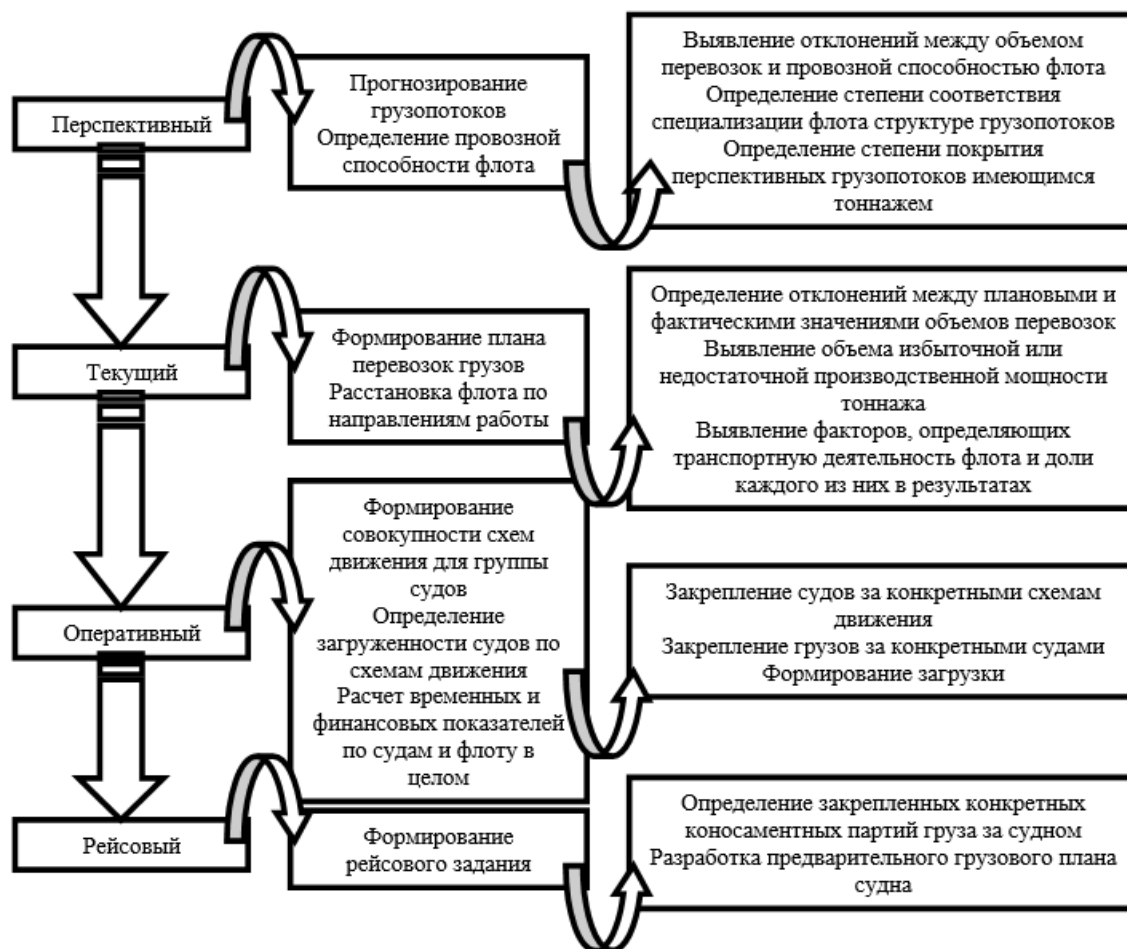 Перспективный
Прогнозирование
грузопотоков
Определение провозной
способности флота
Выявление отклонений между объемом
перевозок и провозной способностью флота
Определение степени соответствия
специализации флота структуре грузопотоков
Определение степени покрытия
перспективных грузопотоков имеющимся
тоннажем
Текущий
Формирование плана
перевозок грузов
Расстановка флота по
направлениям работы
Определение отклонений между плановыми и
фактическими значениями объемов перевозок
Выявление объема избыточной или
недостаточной производственной мощности
тоннажа
Выявление факторов, определяющих
транспортную деятельность флота и доли
каждого из них в результатах
Оперативный
Формирование
совокупности схем
движения для группы
судов
Определение
загруженности судов по
схемам движения
Расчет временных и
финансовых показателей
по судам и флоту в
целом
Закрепление судов за конкретными схемам
движения
Закрепление грузов за конкретными судами
Формирование загрузки
Рейсовый
Формирование
рейсового задания
Определение закрепленных конкретных
коносаментных партий груза за судном
Разработка предварительного грузового плана
судна